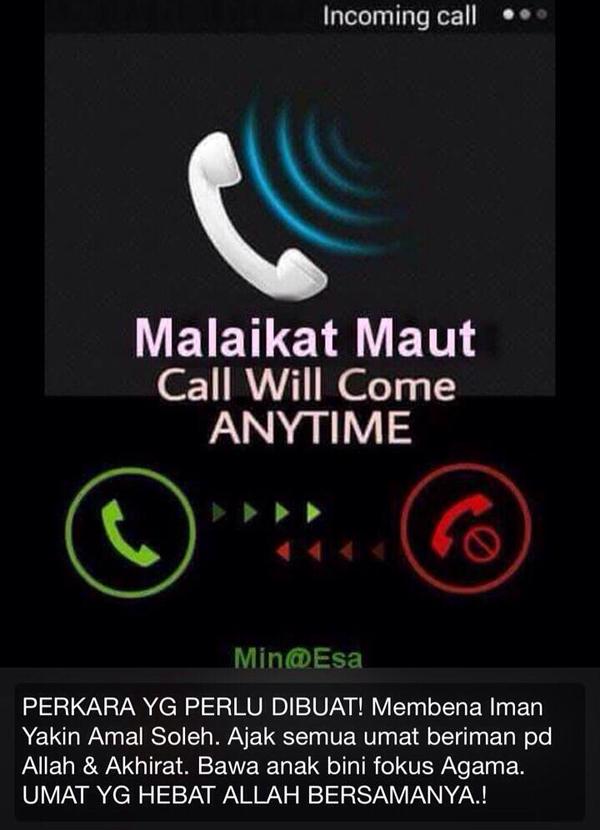 Incoming call
Malaikat Maut
Call Will Come
ANYTIME
Min@Esa
PERKARA YG PERLU DIBUAT! Membena Iman
Yakin Amal Soleh. Ajak semua umat beriman pd
Allah & Akhirat. Bawa anak bini fokus Agama.
UMAT YG HEBAT ALLAH BERSAMANYA.!